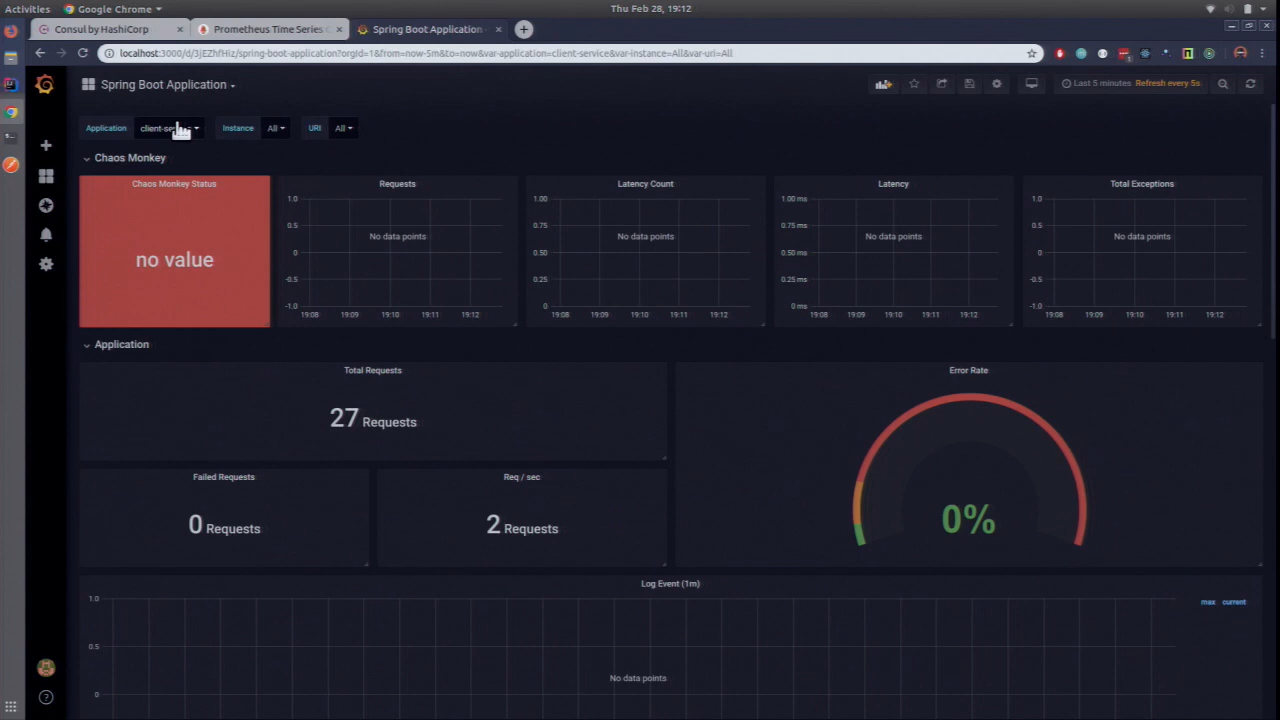 Activities Google Chrome Thu Feb 28, 19:12
Consul by HashiCorp Prometheus Time Series Spring Boot Application
localhost:3000/d/3jEZhfHiz/spring-boot-application?orgId=1&from=now-5m&to=now&var-application=client-service&var-instance=All&var-uri=All
Spring Boot Application Last 5 minutes Refresh every 5s
Application Instance All URI All
Chaos Monkey
Chaos Monkey Status
no value
Requests
1.0
0.5
0
-0.5
-1.0
No data points
19:08 19:09 19:10 19:11 19:12
Latency Count
1.00
0.75
0.50
0.25
0
No data points
19:08 19:09 19:10 19:11 19:12
Latency
1.00 ms
0.75 ms
0.50 ms
0.25 ms
0 ms
No data points
19:08 19:09 19:10 19:11 19:12
Total Exceptions
1.0
0.5
0
-0.5
-1.0
No data points
19:08 19:09 19:10 19:11 19:12
Application
Total Requests
27 Requests
Failed Requests
0 Requests
Req / sec
2 Requests
Error Rate
0%
Log Event (1m)
1.0
0.5
0
No data points
max current